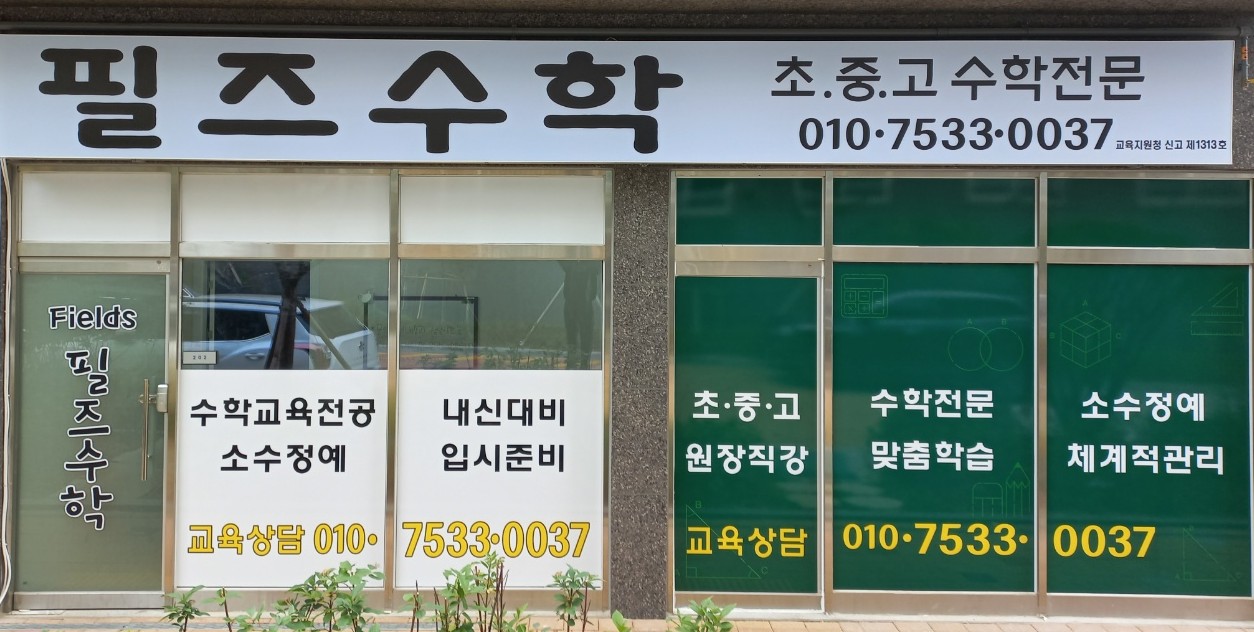 필즈수학
초.중.고 수학전문
010·7533·0037
교육지원청 신고 제1313호
Fields
필즈수학
203
수학교육전공
소수정예
내신대비
입시준비
교육상담 010·7533·0037
초·중·고
원장직강
수학전문
맞춤학습
소수정예
체계적관리
교육상담 010·7533·0037